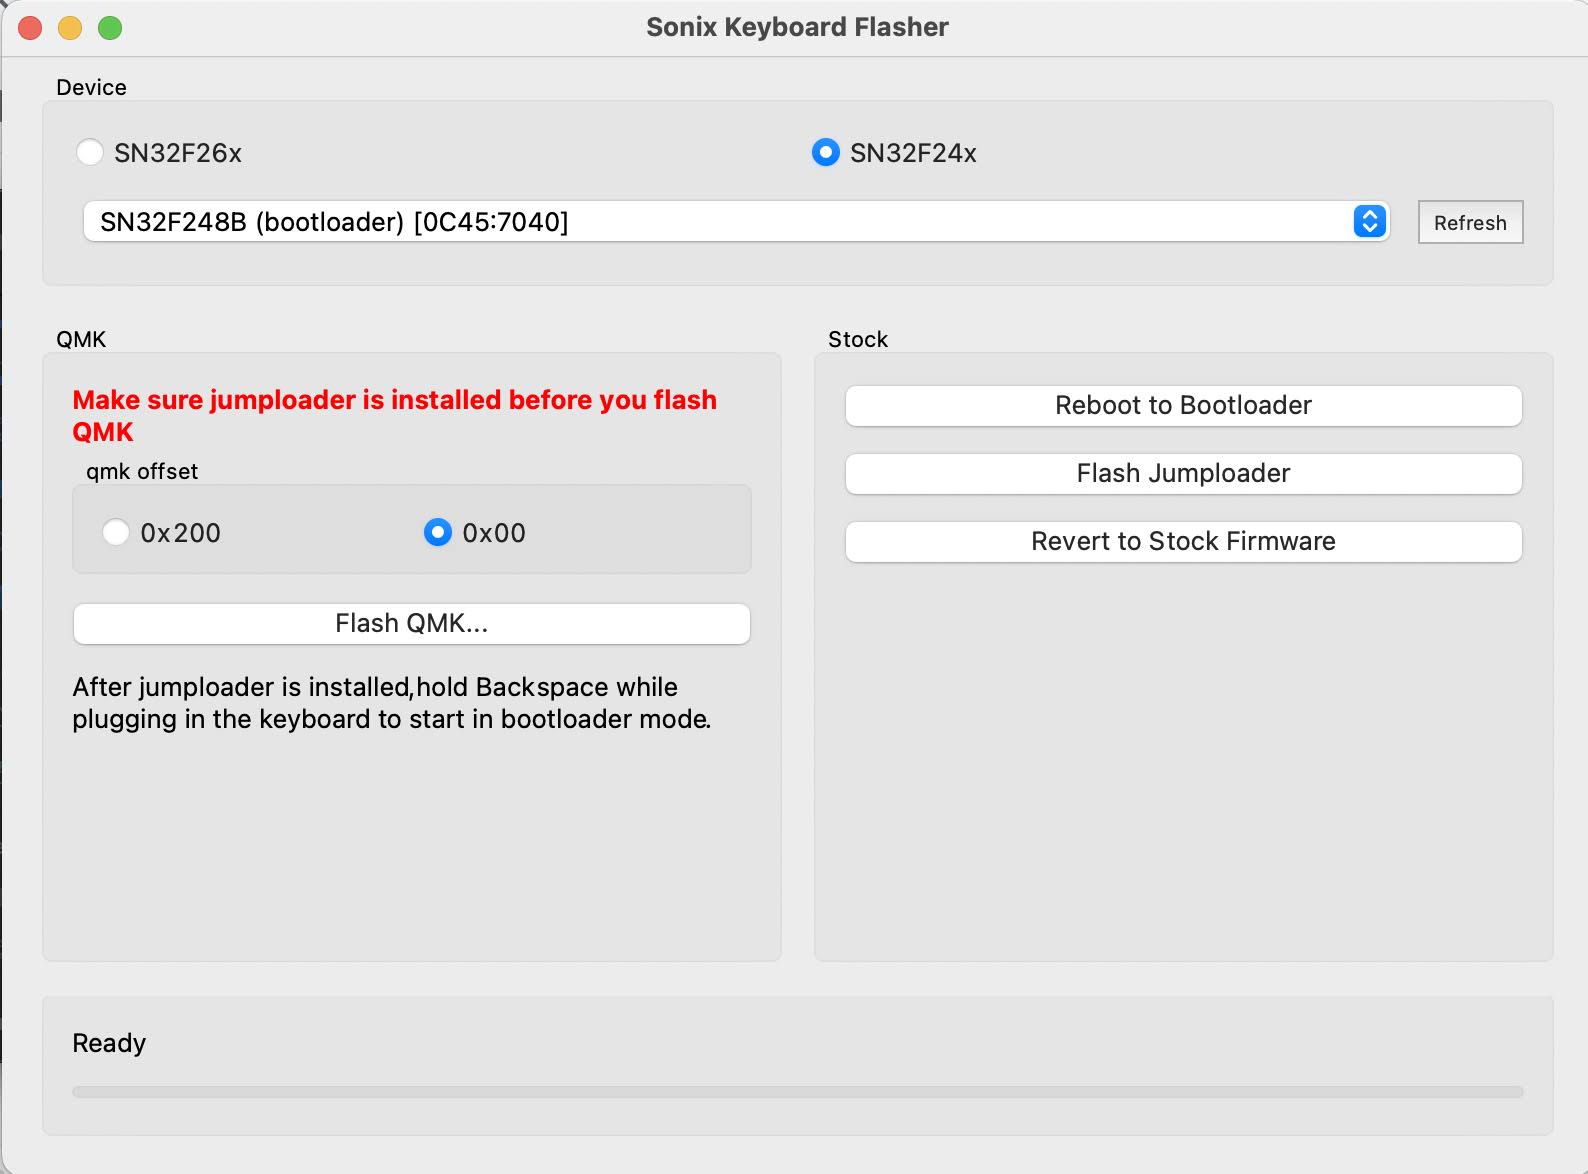 Sonix Keyboard Flasher
Device
SN32F26x
SN32F24x
SN32F248B (bootloader) [0C45:7040]
Refresh
QMK
Make sure jumploader is installed before you flash
QMK
qmk offset
0x200
0x00
Flash QMK...
After jumploader is installed,hold Backspace while
plugging in the keyboard to start in bootloader mode.
Stock
Reboot to Bootloader
Flash Jumploader
Revert to Stock Firmware
Ready